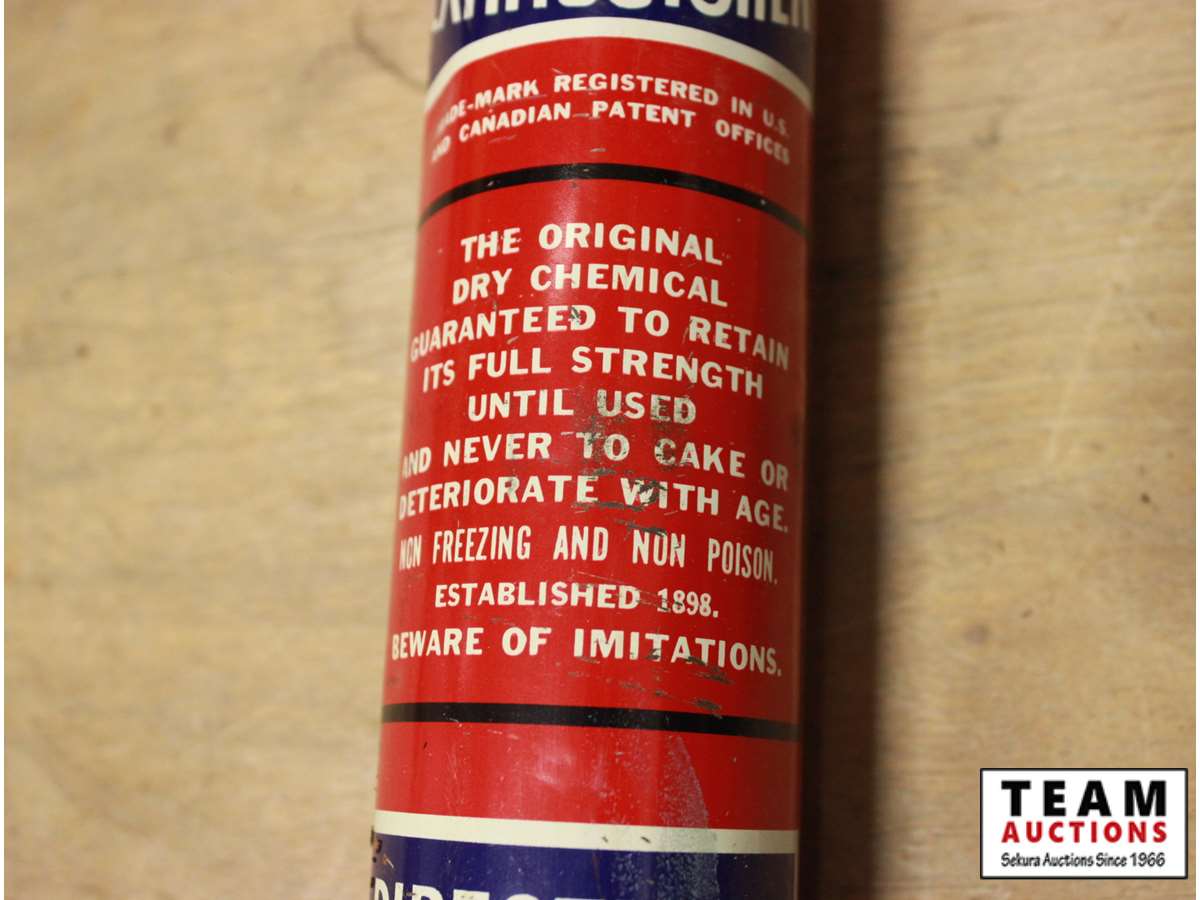 TRADE-MARK REGISTERED IN U.S.
AND CANADIAN PATENT OFFICES
THE ORIGINAL
DRY CHEMICAL
GUARANTEED TO RETAIN
ITS FULL STRENGTH
UNTIL USED
AND NEVER TO CAKE OR
DETERIORATE WITH AGE.
NON FREEZING AND NON POISON.
ESTABLISHED 1898.
BEWARE OF IMITATIONS.
TEAM
AUCTIONS
Sekura Auctions Since 1966